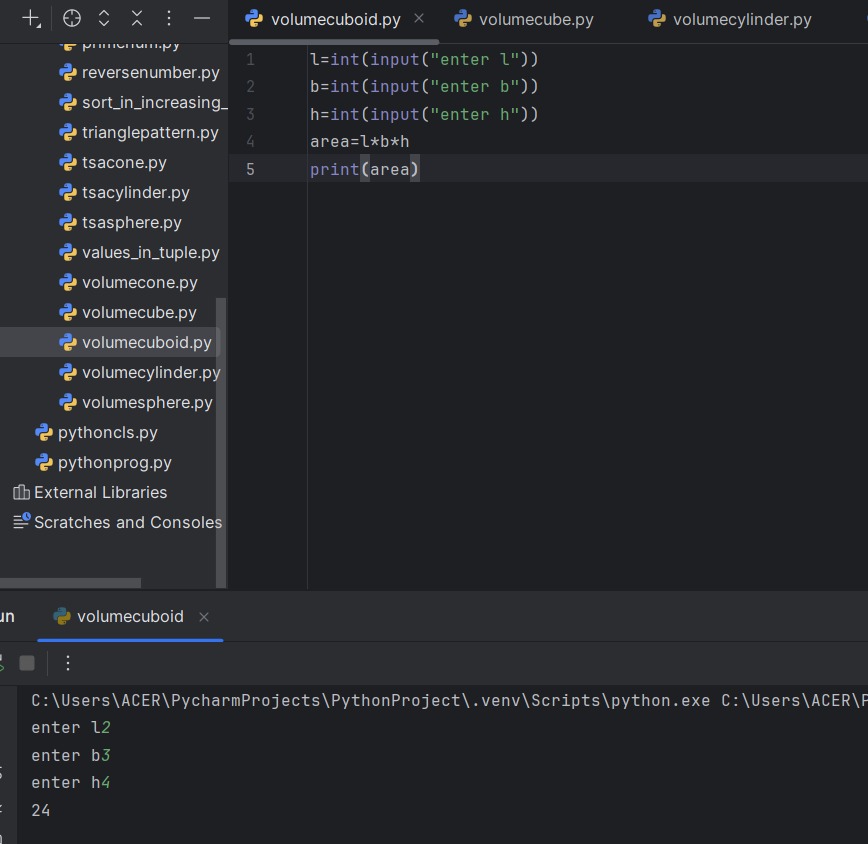 volumecuboid.py
volumecube.py
volumecylinder.py
reversenumber.py
sort_in_increasing_
trianglepattern.py
tsacone.py
tsacylinder.py
tsasphere.py
values_in_tuple.py
volumecone.py
volumecube.py
volumecuboid.py
volumecylinder.py
volumesphere.py
pythoncls.py
pythonprog.py
External Libraries
Scratches and Consoles
1 l=int(input("enter l"))
2 b=int(input("enter b"))
3 h=int(input("enter h"))
4 area=l*b*h
5 print(area)
un
volumecuboid
C:\Users\ACER\PycharmProjects\PythonProject\.venv\Scripts\python.exe C:\Users\ACER\P
enter l2
enter b3
enter h4
24